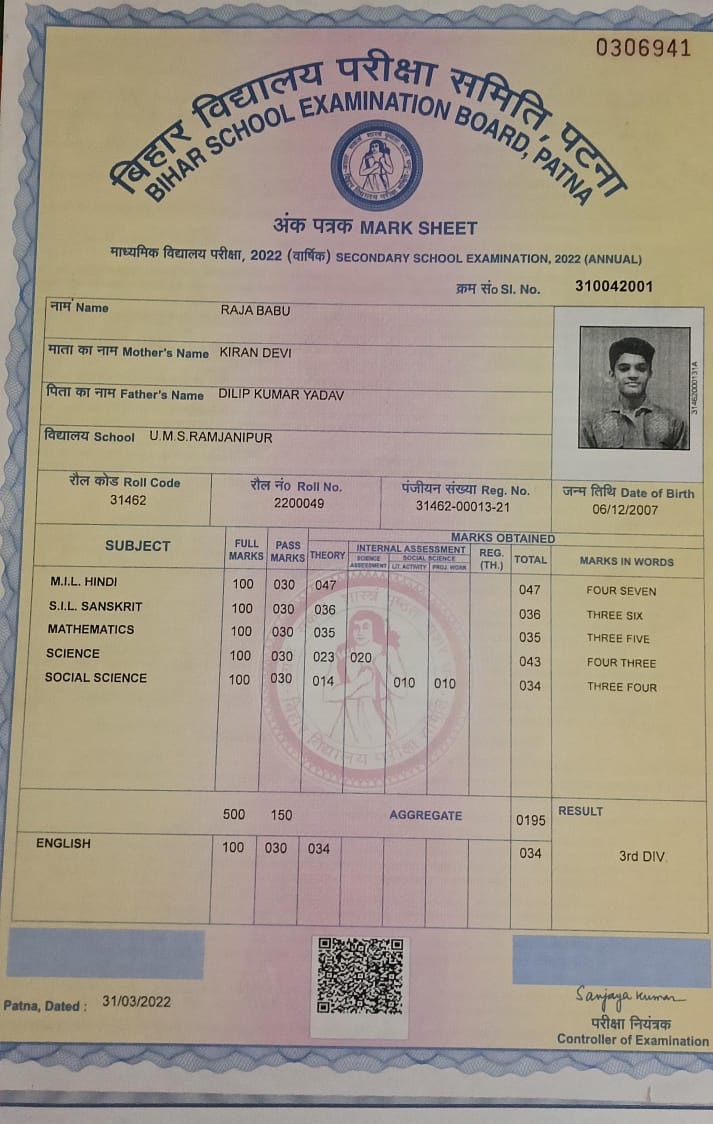 0306941
बिहार विद्यालय परीक्षा समिति, पटना
BIHAR SCHOOL EXAMINATION BOARD, PATNA
अंक पत्रक MARK SHEET
माध्यमिक विद्यालय परीक्षा, 2022 (वार्षिक) SECONDARY SCHOOL EXAMINATION, 2022 (ANNUAL)
क्रम सं० Sl. No. 310042001
नाम Name RAJA BABU
माता का नाम Mother's Name KIRAN DEVI
पिता का नाम Father's Name DILIP KUMAR YADAV
विद्यालय School U.M.S.RAMJANIPUR
31462000131A
रौल कोड Roll Code रौल नं० Roll No. पंजीयन संख्या Reg. No. जन्म तिथि Date of Birth
31462 2200049 31462-00013-21 06/12/2007
SUBJECT FULL MARKS PASS MARKS MARKS OBTAINED
THEORY INTERNAL ASSESSMENT REG. (TH.) TOTAL MARKS IN WORDS
SCIENCE ASSESSMENT SOCIAL SCIENCE
LIT. ACTIVITY PROJ. WORK
M.I.L. HINDI 100 030 047 047 FOUR SEVEN
S.I.L. SANSKRIT 100 030 036 036 THREE SIX
MATHEMATICS 100 030 035 035 THREE FIVE
SCIENCE 100 030 023 020 043 FOUR THREE
SOCIAL SCIENCE 100 030 014 010 010 034 THREE FOUR
500 150 AGGREGATE 0195 RESULT
ENGLISH 100 030 034 034 3rd DIV.
Patna, Dated : 31/03/2022
Sanjaya Kumar
परीक्षा नियंत्रक
Controller of Examination